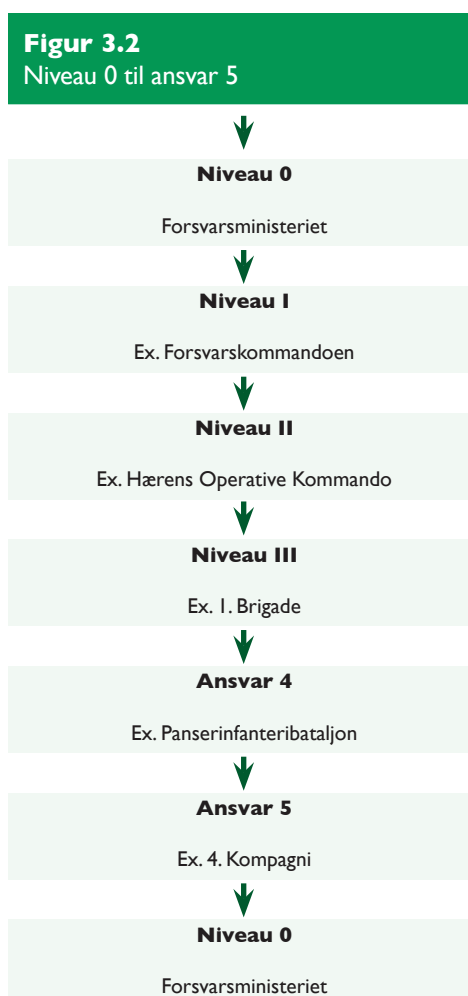 Figur 3.2
Niveau 0 til ansvar 5
Niveau 0
Forsvarsministeriet
Niveau I
Ex. Forsvarskommandoen
Niveau II
Ex. Hærens Operative Kommando
Niveau III
Ex. 1. Brigade
Ansvar 4
Ex. Panserinfanteribataljon
Ansvar 5
Ex. 4. Kompagni
Niveau 0
Forsvarsministeriet